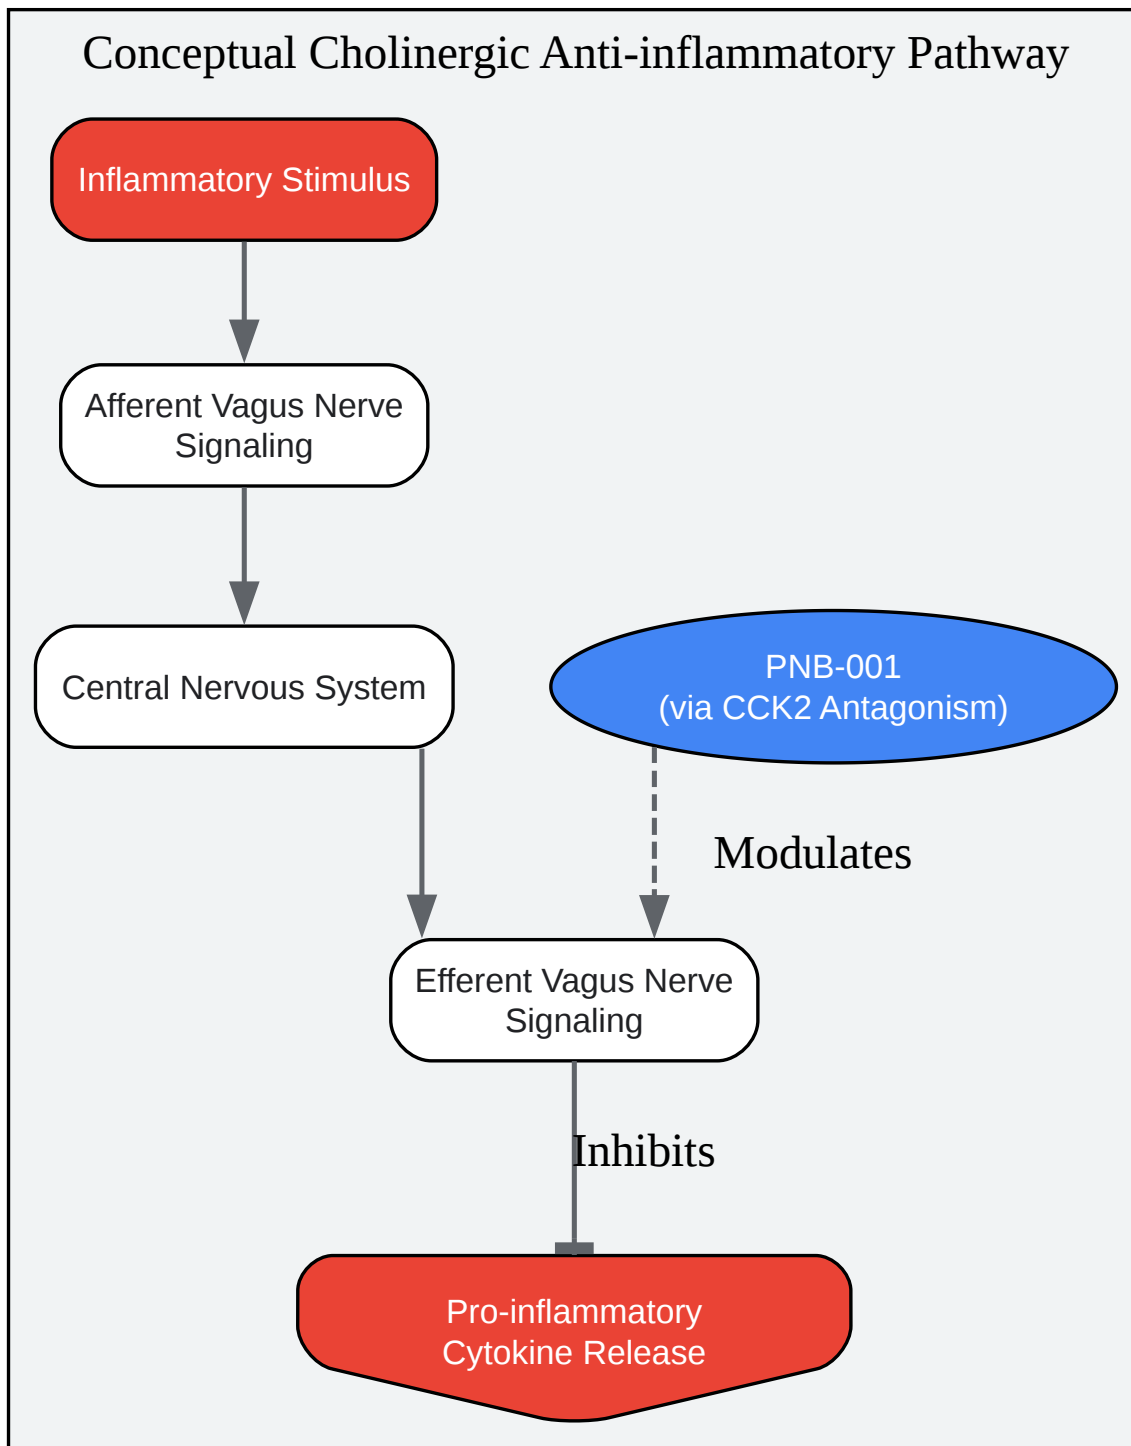 Conceptual Cholinergic Anti-inflammatory Pathway
Inflammatory Stimulus
Afferent Vagus Nerve
Signaling
Central Nervous System
PNB-001
(via CCK2 Antagonism)
Modulates
Efferent Vagus Nerve
Signaling
Inhibits
Pro-inflammatory
Cytokine Release